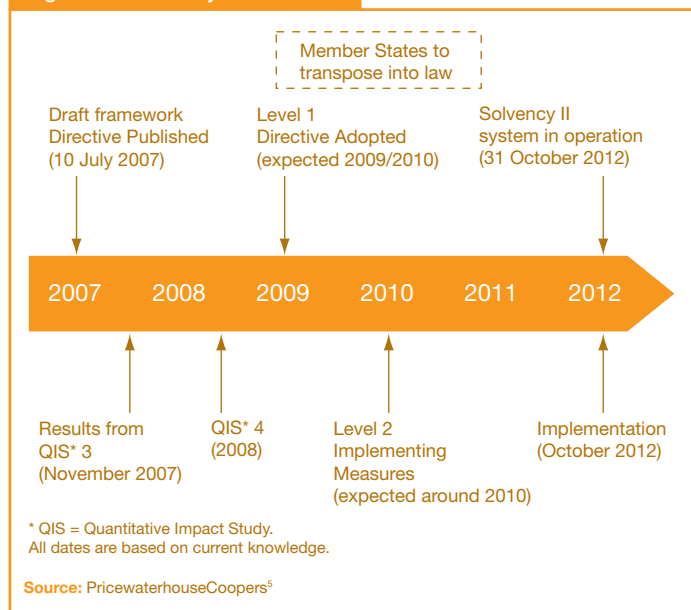 Member States to
transpose into law
Draft framework
Directive Published
(10 July 2007)
Level 1
Directive Adopted
(expected 2009/2010)
Solvency II
system in operation
(31 October 2012)
2007 2008 2009 2010 2011 2012
Results from
QIS* 3
(November 2007)
QIS* 4
(2008)
Level 2
Implementing
Measures
(expected around 2010)
Implementation
(October 2012)
* QIS = Quantitative Impact Study.
All dates are based on current knowledge.
Source: PricewaterhouseCoopers⁵